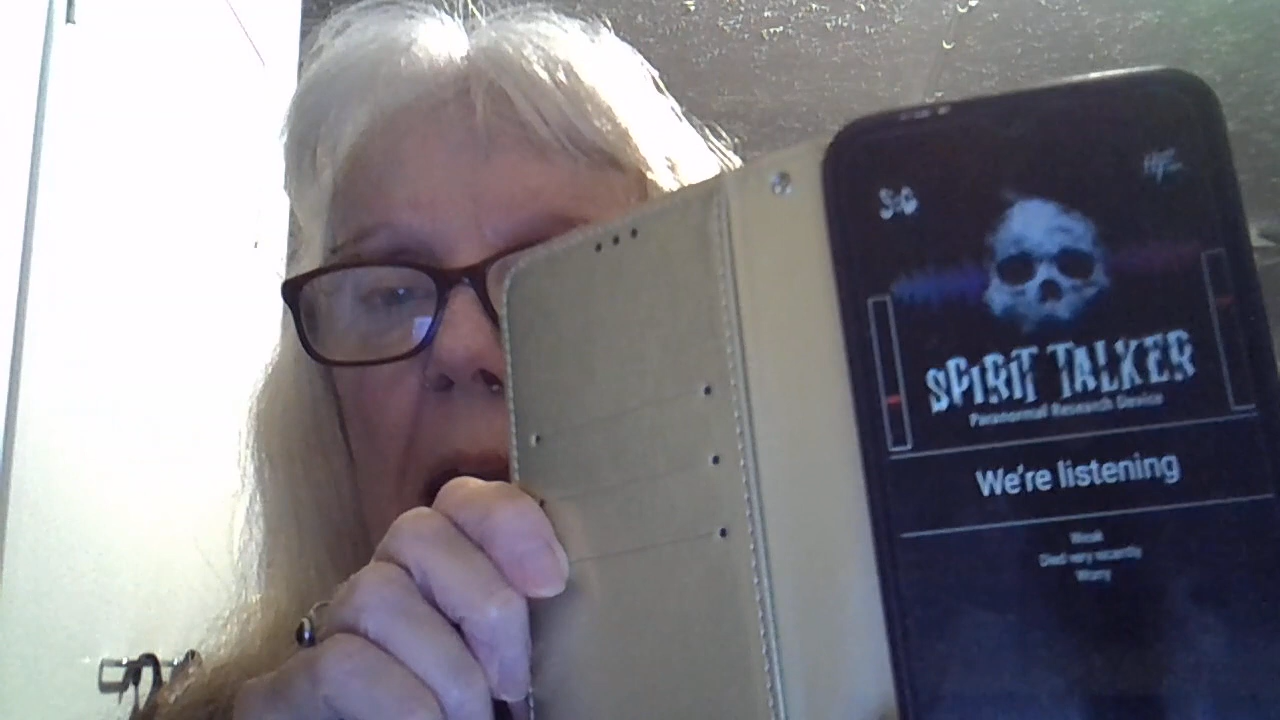 SPIRIT TALKER
Paranormal Research Device
We're listening
Weak
Died very recently
Worry